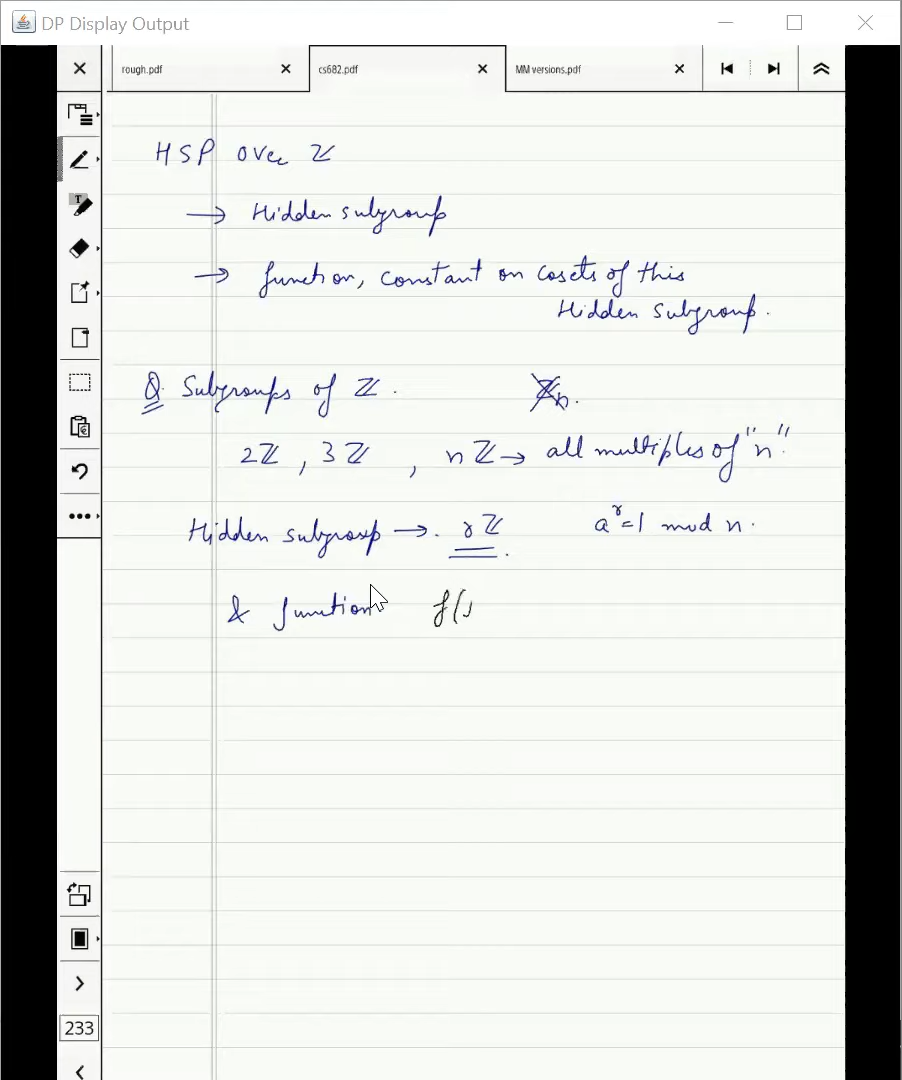 DP Display Output
rough.pdf
cs682.pdf
MM versions.pdf
HSP over ℤ
→ Hidden subgroup
→ function, constant on cosets of this
Hidden Subgroup.
Q Subgroups of ℤ. ℤn.
2ℤ, 3ℤ, nℤ → all multiples of "n".
Hidden subgroup → rℤ. a^r=1 mod n.
& function f(
T
233